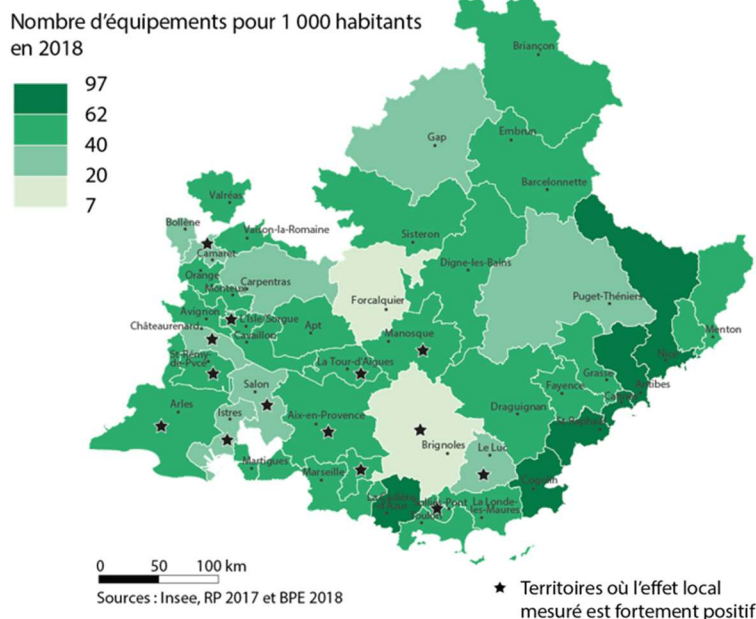 Nombre d'équipements pour 1 000 habitants
en 2018
97
62
40
20
7
Briançon
Gap
Embrun
Barcelonnette
Valréas
Bollène
Vaison-la-Romaine
Sisteron
Camaret
Digne-les-Bains
Orange
Carpentras
Monteux
Forcalquier
Puget-Théniers
Avignon
L'Isle-Sorgue
Châteaurenard
Apt
Cavaillon
Manosque
Menton
St-Rémy-
de-Pvce
La Tour-d'Aigues
Nice
Salon
Grasse
Fayence
Antibes
Cannes
Arles
Istres
Aix-en-Provence
Draguignan
St-Raphaël
Brignoles
Le Luc
Martigues
Marseille
Cogolin
La Londe-
les-Maures
Toulon
0 50 100 km
Sources : Insee, RP 2017 et BPE 2018
★ Territoires où l'effet local
mesuré est fortement positif